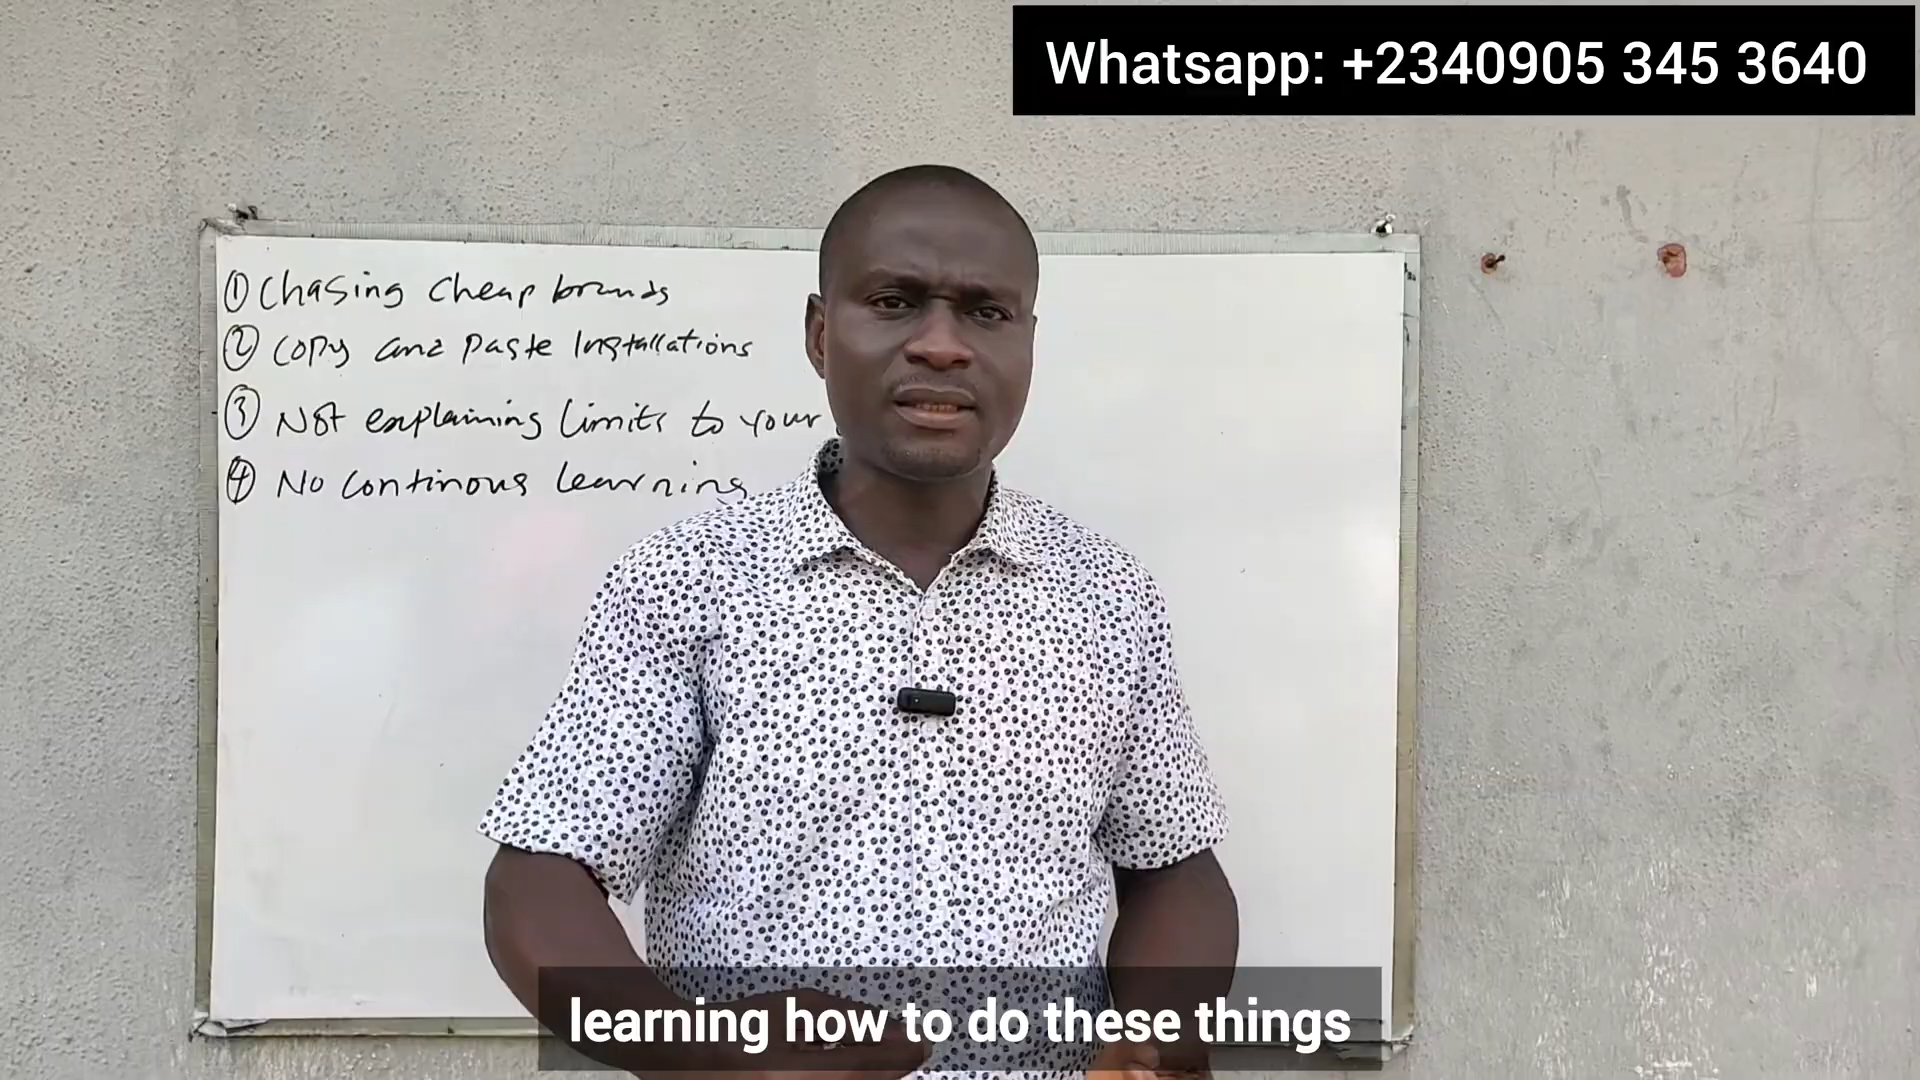 Whatsapp: +2340905 345 3640
① Chasing Cheap brands
② Copy and Paste Installations
③ Not explaining limits to your
④ No Continous Learning
learning how to do these things